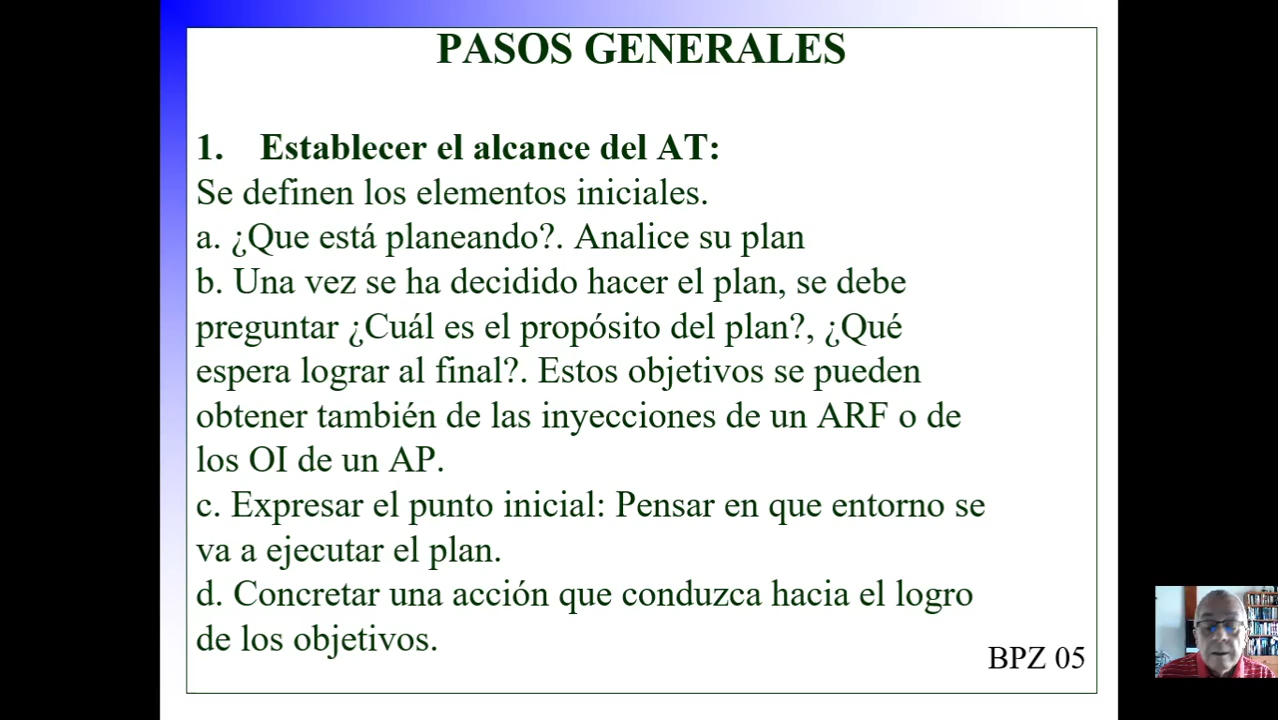 PASOS GENERALES
1. Establecer el alcance del AT:
Se definen los elementos iniciales.
a. ¿Que está planeando?. Analice su plan
b. Una vez se ha decidido hacer el plan, se debe
preguntar ¿Cuál es el propósito del plan?, ¿Qué
espera lograr al final?. Estos objetivos se pueden
obtener también de las inyecciones de un ARF o de
los OI de un AP.
c. Expresar el punto inicial: Pensar en que entorno se
va a ejecutar el plan.
d. Concretar una acción que conduzca hacia el logro
de los objetivos.
BPZ 05